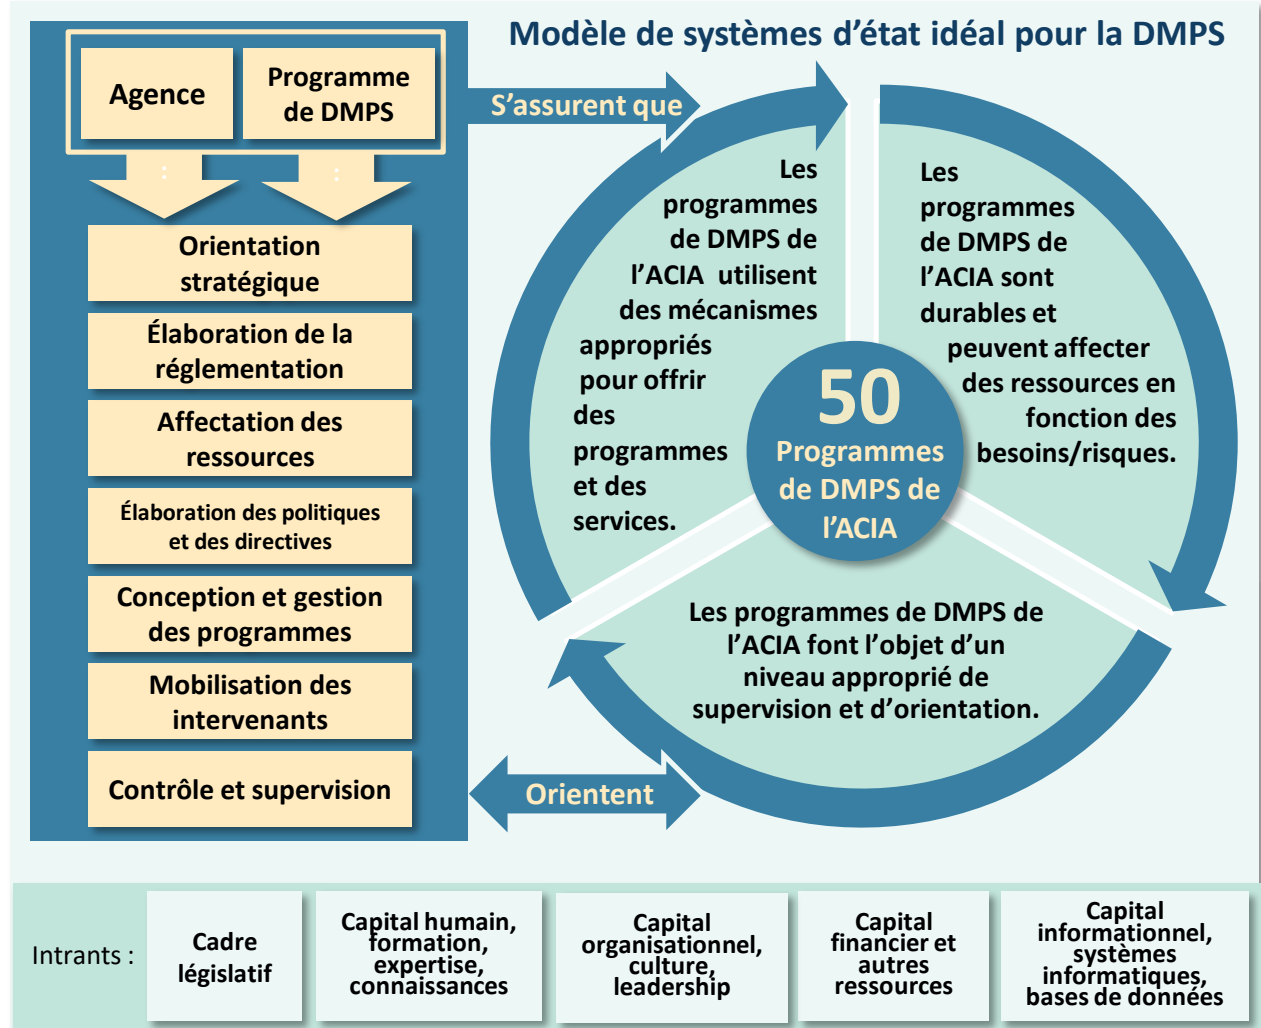 Modèle de systèmes d’état idéal pour la DMPS
Agence
Programme
de DMPS
:
:
Orientation
stratégique
Élaboration de la
réglementation
Affectation des
ressources
Élaboration des politiques
et des directives
Conception et gestion
des programmes
Mobilisation des
intervenants
Contrôle et supervision
S’assurent que
Orientent
Les
programmes
de DMPS de
l’ACIA utilisent
des mécanismes
appropriés
pour offrir
des
programmes
et des
services.
Les
programmes
de DMPS de
l’ACIA sont
durables et
peuvent affecter
des ressources en
fonction des
besoins/risques.
50
Programmes
de DMPS de
l’ACIA
Les programmes de DMPS de
l’ACIA font l’objet d’un
niveau approprié de
supervision et d’orientation.
Intrants :
Cadre
législatif
Capital humain,
formation,
expertise,
connaissances
Capital
organisationnel,
culture,
leadership
Capital
financier et
autres
ressources
Capital
informationnel,
systèmes
informatiques,
bases de données